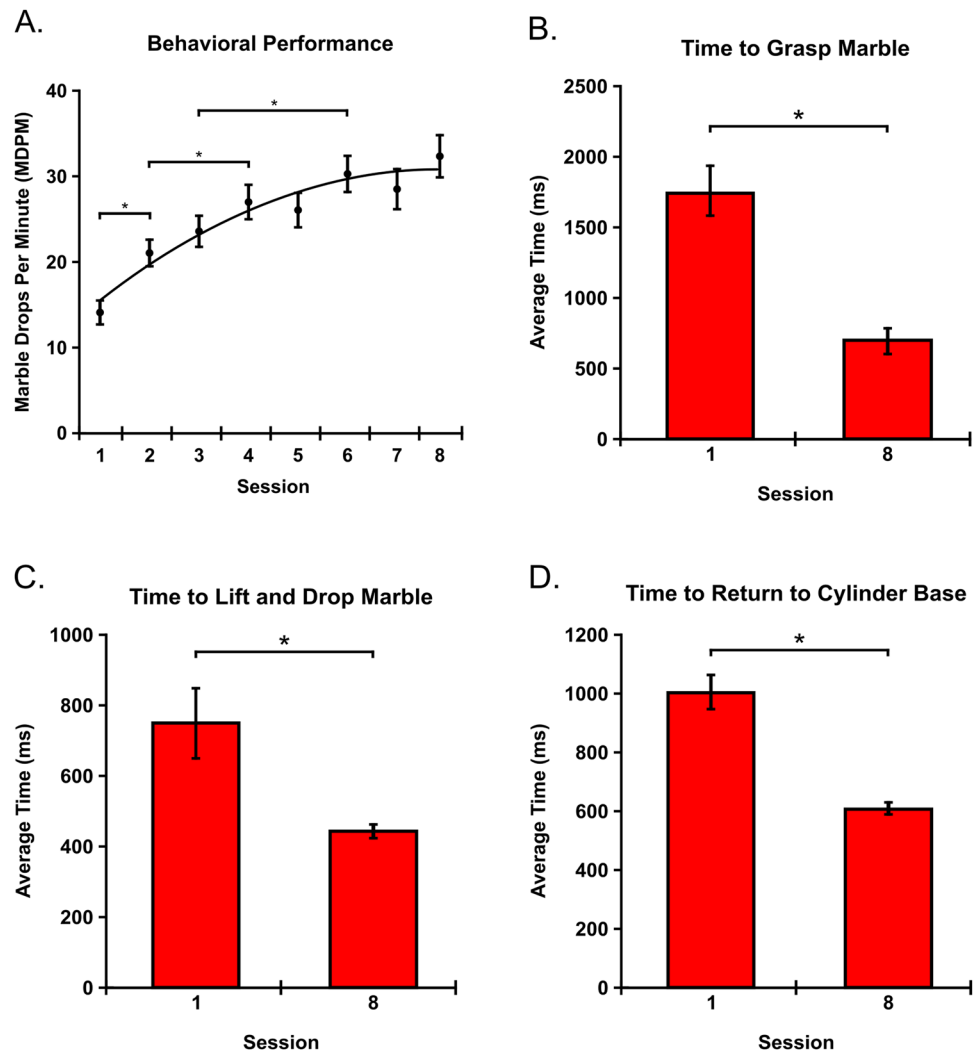 A.
Behavioral Performance
Marble Drops Per Minute (MDPM)
40
30
20
10
0
*
*
*
1 2 3 4 5 6 7 8
Session
B.
Time to Grasp Marble
Average Time (ms)
2500
2000
1500
1000
500
0
*
1 8
Session
C.
Time to Lift and Drop Marble
Average Time (ms)
1000
800
600
400
200
0
*
1 8
Session
D.
Time to Return to Cylinder Base
Average Time (ms)
1200
1000
800
600
400
200
0
*
1 8
Session